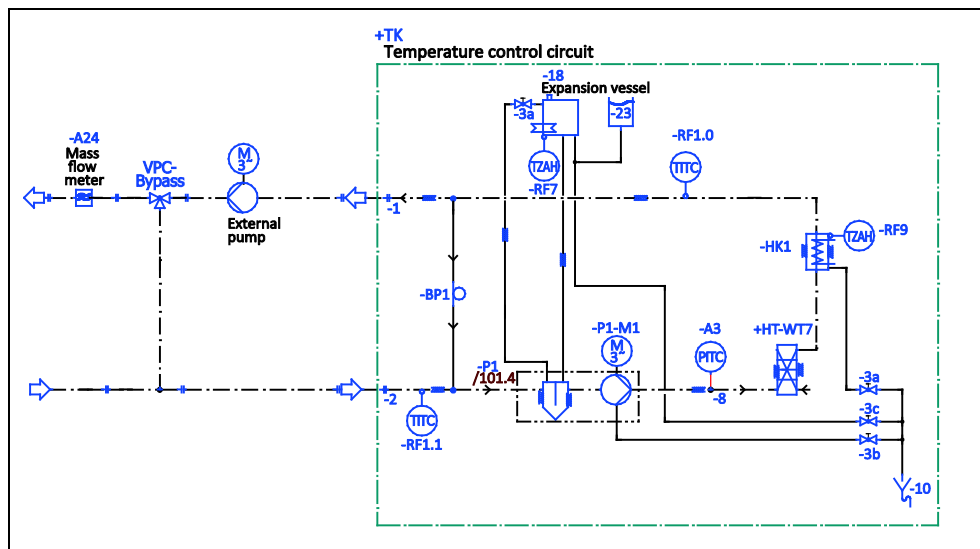 +TK
Temperature control circuit
-18
Expansion vessel
-3a
-23
-A24
Mass
flow
meter
VPC-
Bypass
M
3~
TZAH
-RF7
-RF1.0
TITC
-1
External
pump
-HK1
TZAH
-RF9
-BP1
-P1-M1
M
3~
-A3
PITC
+HT-WT7
-P1
/101.4
-3a
-2
-8
-3c
TITC
-RF1.1
-3b
-10